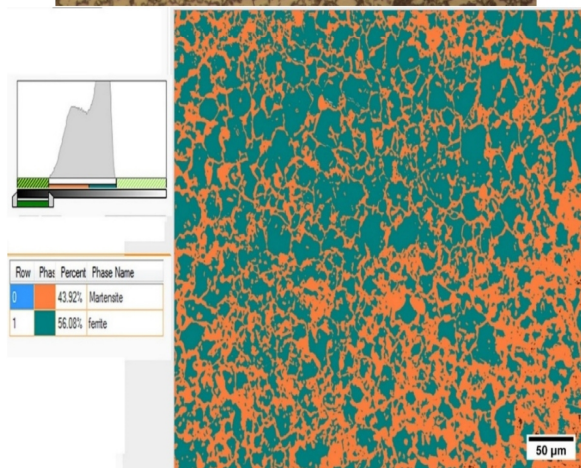 Row Phas Percent Phase Name
0 43.92% Martensite
1 56.08% ferrite
50 µm